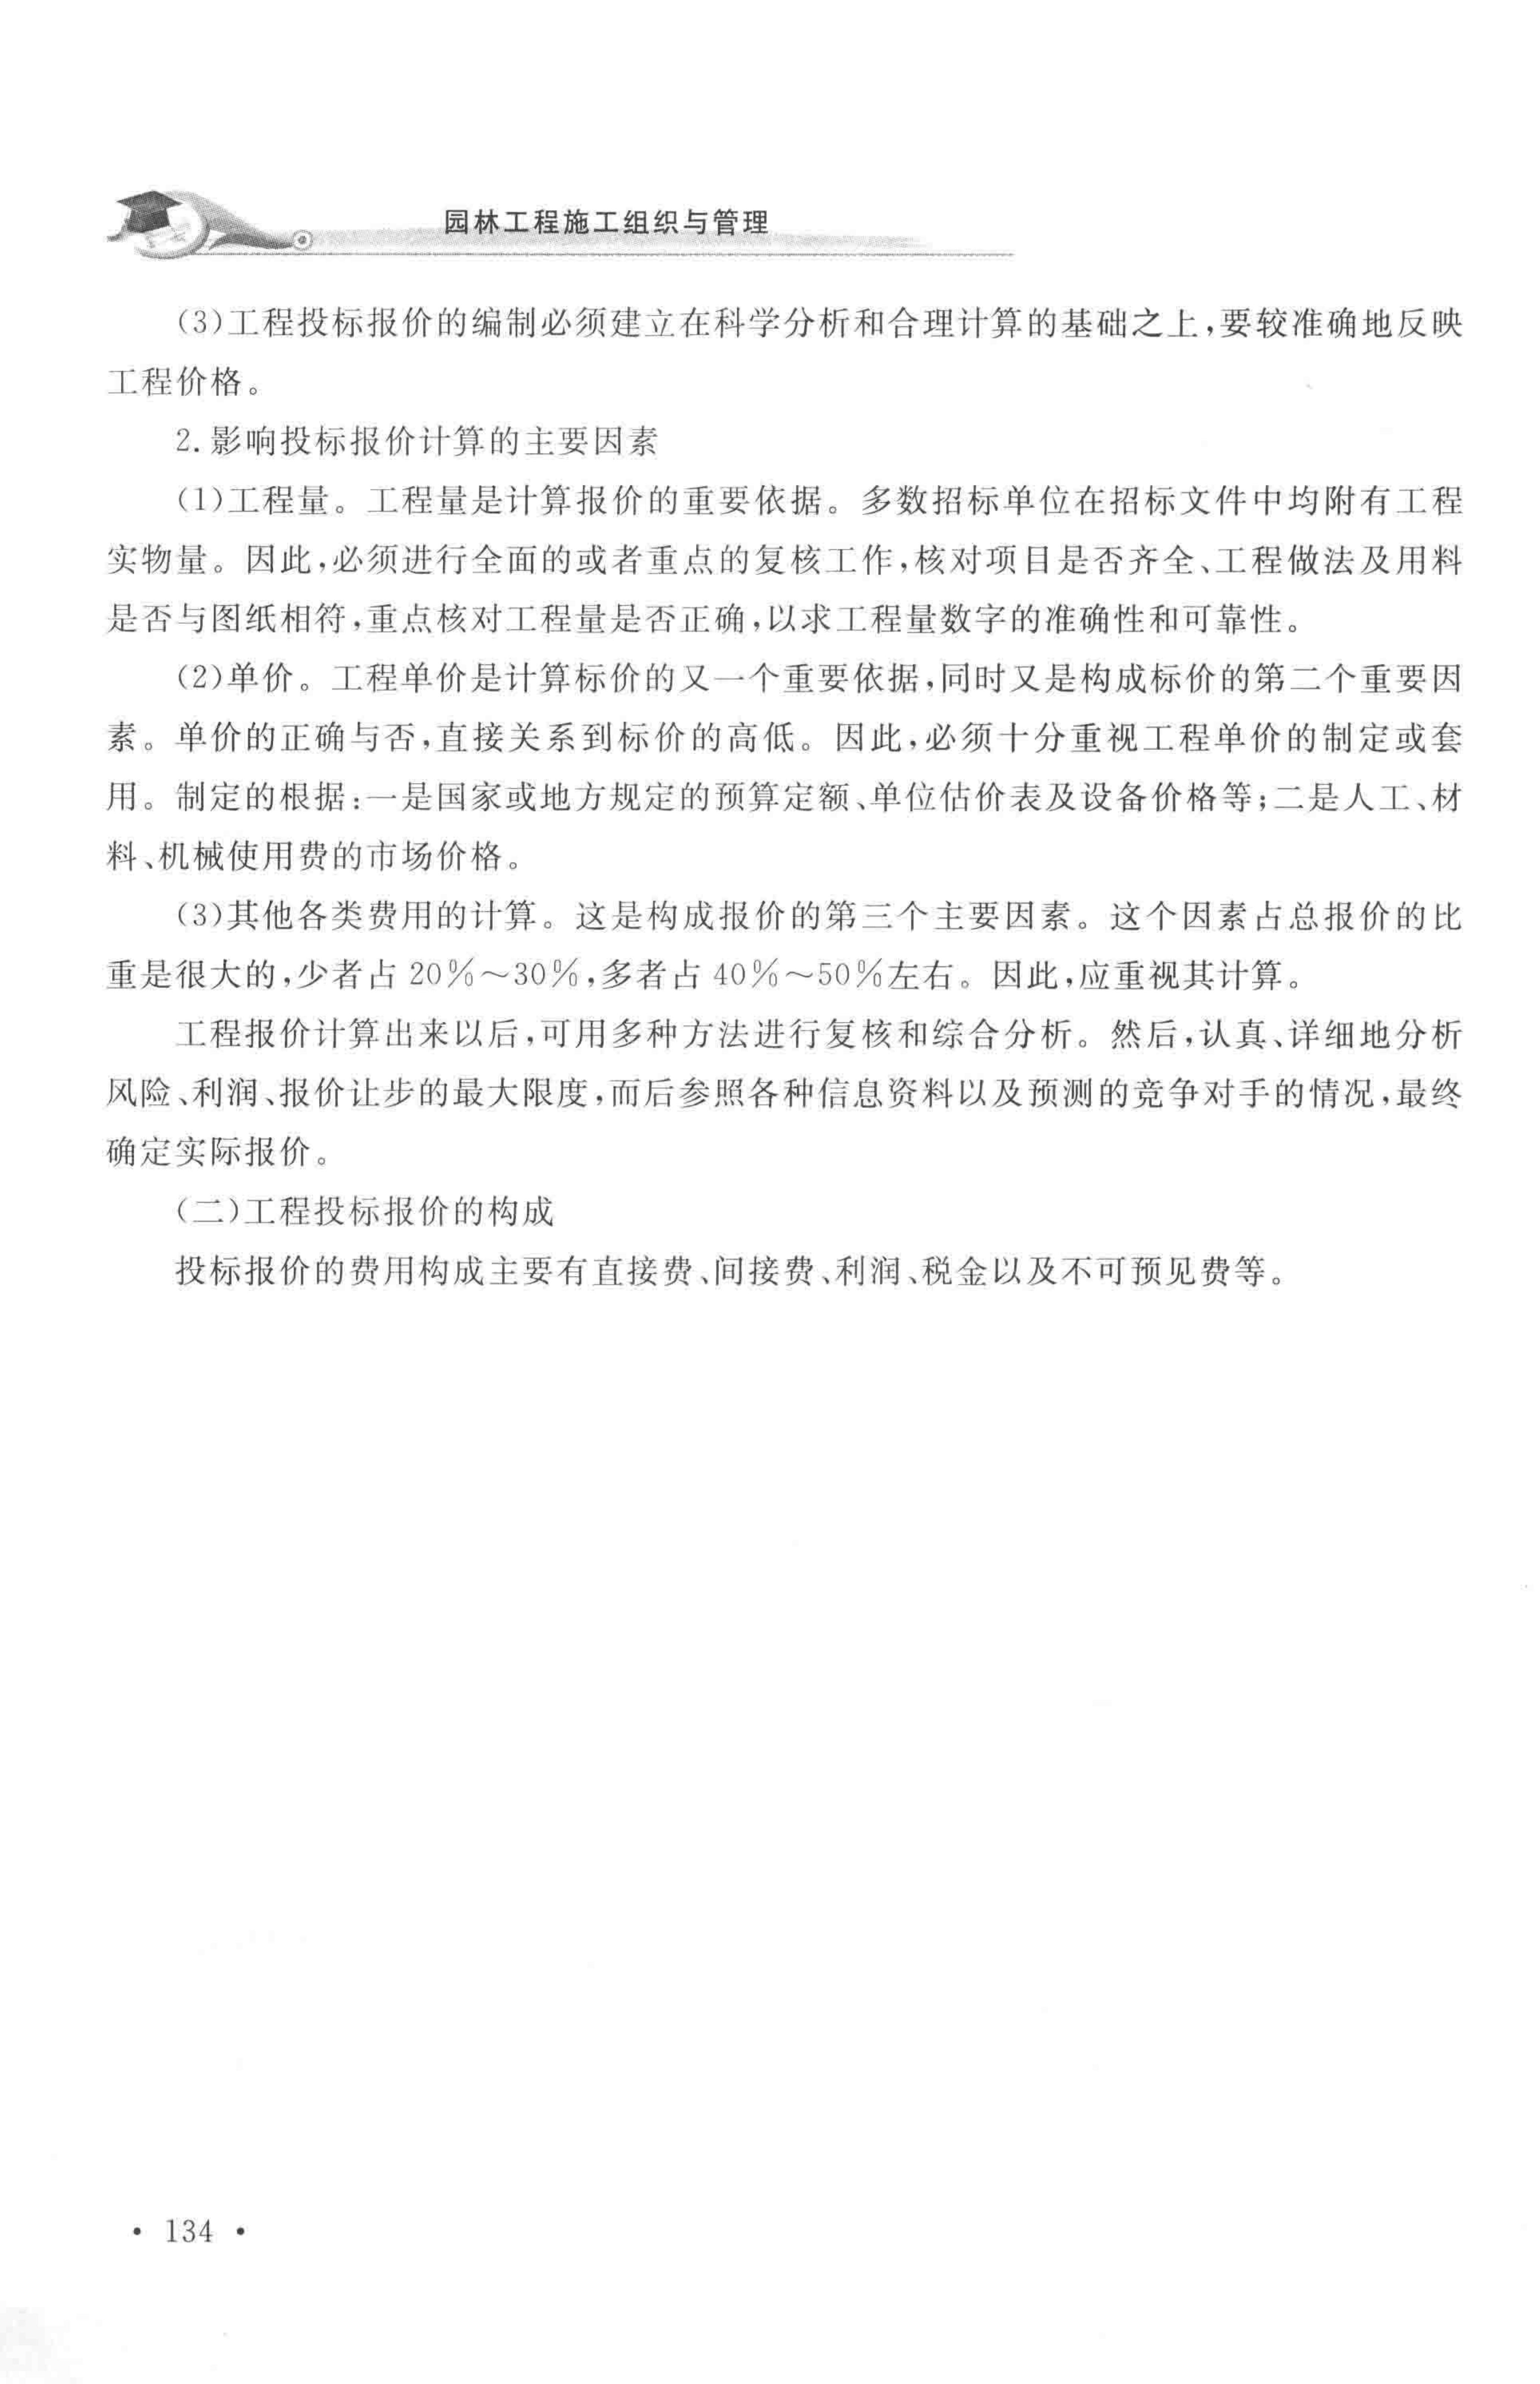 园林工程施工组织与管理
(3)工程投标报价的编制必须建立在科学分析和合理计算的基础之上,要较准确地反映
工程价格。
2.影响投标报价计算的主要因素
(1)工程量。工程量是计算报价的重要依据。多数招标单位在招标文件中均附有工程
实物量。因此,必须进行全面的或者重点的复核工作,核对项目是否齐全、工程做法及用料
是否与图纸相符,重点核对工程量是否正确,以求工程量数字的准确性和可靠性。
(2)单价。工程单价是计算标价的又一个重要依据,同时又是构成标价的第二个重要因
素。单价的正确与否,直接关系到标价的高低。因此,必须十分重视工程单价的制定或套
用。制定的根据:一是国家或地方规定的预算定额、单位估价表及设备价格等;二是人工、材
料、机械使用费的市场价格。
(3)其他各类费用的计算。这是构成报价的第三个主要因素。这个因素占总报价的比
重是很大的,少者占 20%～30%,多者占 40%～50%左右。因此,应重视其计算。
工程报价计算出来以后,可用多种方法进行复核和综合分析。然后,认真、详细地分析
风险、利润、报价让步的最大限度,而后参照各种信息资料以及预测的竞争对手的情况,最终
确定实际报价。
(二)工程投标报价的构成
投标报价的费用构成主要有直接费、间接费、利润、税金以及不可预见费等。
• 134 •